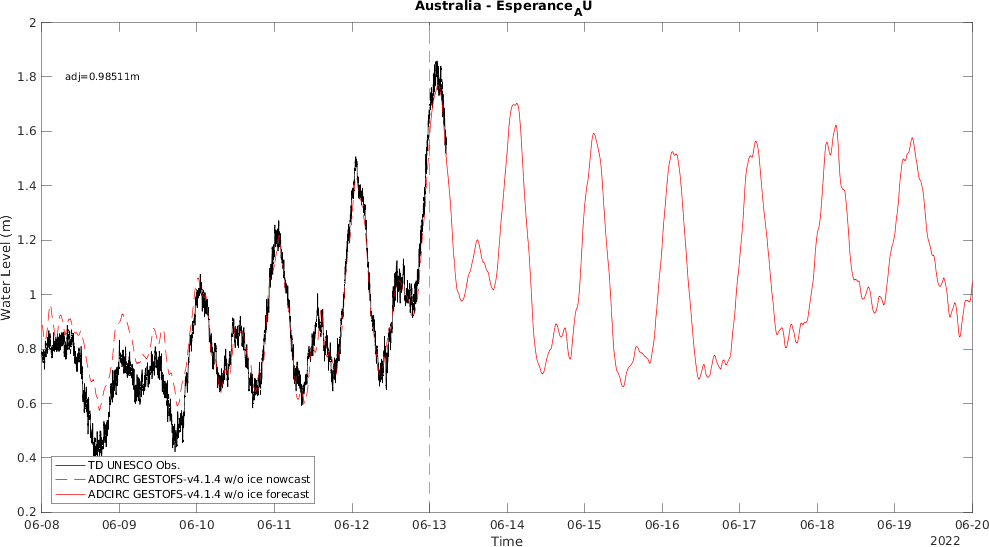 Australia - Esperance_AU
2
1.8
1.6
1.4
1.2
1
0.8
0.6
0.4
0.2
Water Level (m)
adj=0.98511m
TD UNESCO Obs.
ADCIRC GESTOFS-v4.1.4 w/o ice nowcast
ADCIRC GESTOFS-v4.1.4 w/o ice forecast
06-08 06-09 06-10 06-11 06-12 06-13 06-14 06-15 06-16 06-17 06-18 06-19 06-20
Time
2022